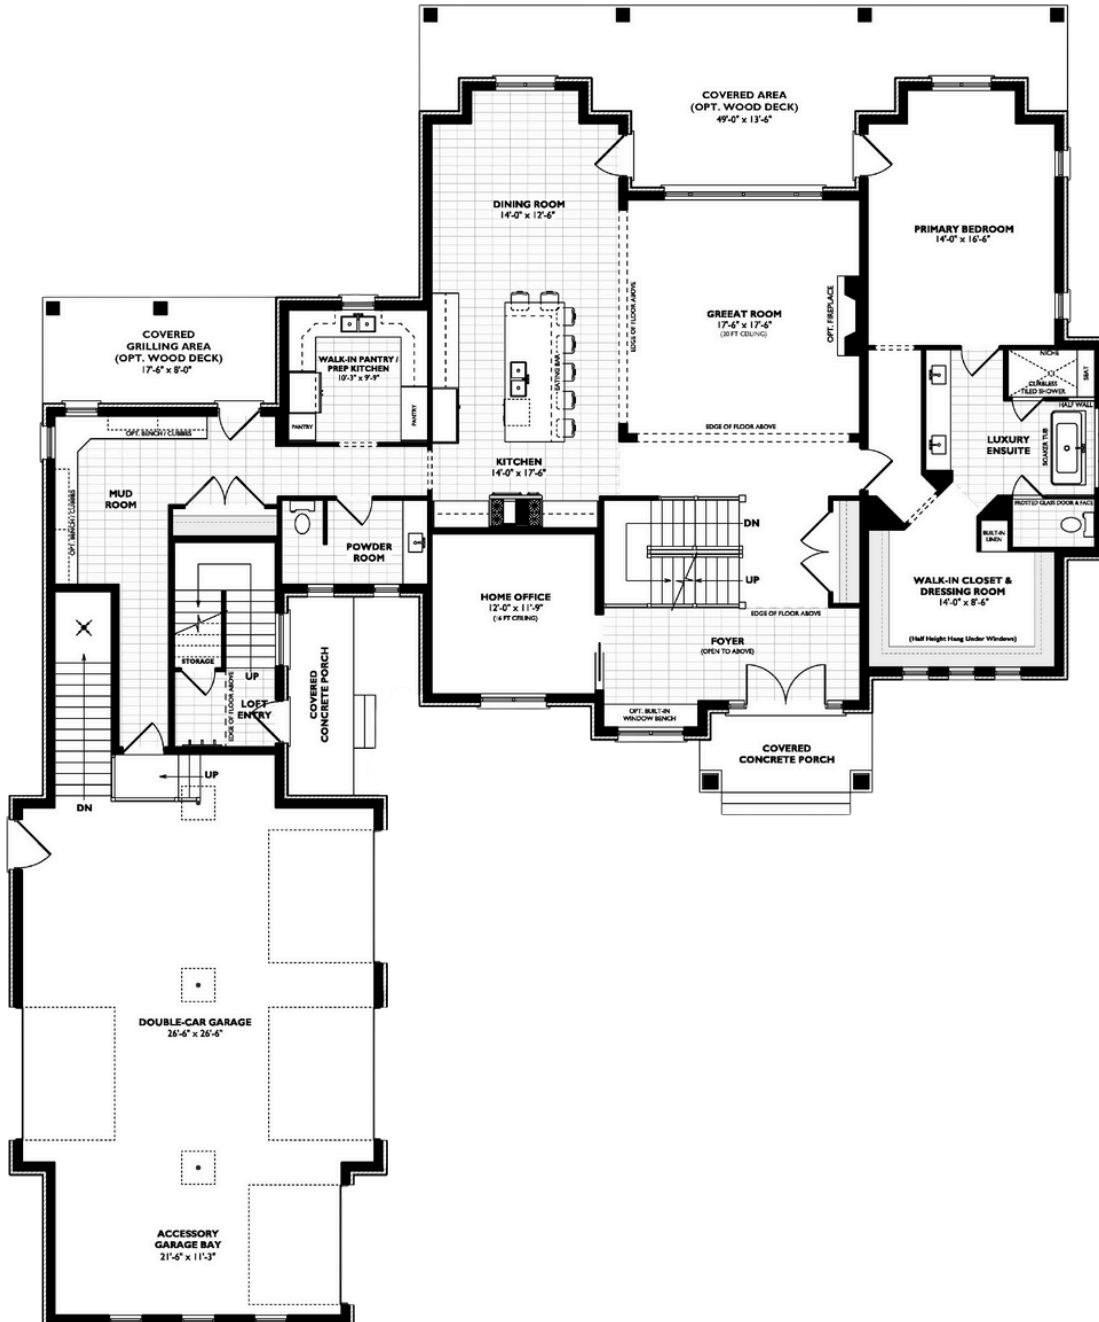 COVERED AREA
(OPT. WOOD DECK)
49'-0" x 13'-6"
DINING ROOM
14'-0" x 12'-6"
PRIMARY BEDROOM
14'-0" x 16'-6"
EDGE OF FLOOR ABOVE
GREEAT ROOM
17'-6" x 17'-6"
(20 FT CEILING)
OPT. FIREPLACE
COVERED
GRILLING AREA
(OPT. WOOD DECK)
17'-6" x 8'-0"
WALK-IN PANTRY /
PREP KITCHEN
10'-3" x 9'-9"
PANTRY
PANTRY
EATING BAR
NICHE
CURBLESS
TILED SHOWER
SEAT
HALF WALL
SOAKER TUB
LUXURY
ENSUITE
OPT. BENCH / CUBBIES
EDGE OF FLOOR ABOVE
KITCHEN
14'-0" x 17'-6"
MUD
ROOM
OPT. BENCH / CUBBIES
FROSTED GLASS DOOR & FACE
DN
UP
POWDER
ROOM
BUILT-IN
LINEN
HOME OFFICE
12'-0" x 11'-9"
(16 FT CEILING)
WALK-IN CLOSET &
DRESSING ROOM
14'-0" x 8'-6"
(Half Height Hang Under Windows)
EDGE OF FLOOR ABOVE
FOYER
(OPEN TO ABOVE)
STORAGE
UP
LOFT
ENTRY
EDGE OF FLOOR ABOVE
COVERED
CONCRETE PORCH
OPT. BUILT-IN
WINDOW BENCH
COVERED
CONCRETE PORCH
UP
DN
DOUBLE-CAR GARAGE
26'-6" x 26'-6"
ACCESSORY
GARAGE BAY
21'-6" x 11'-3"